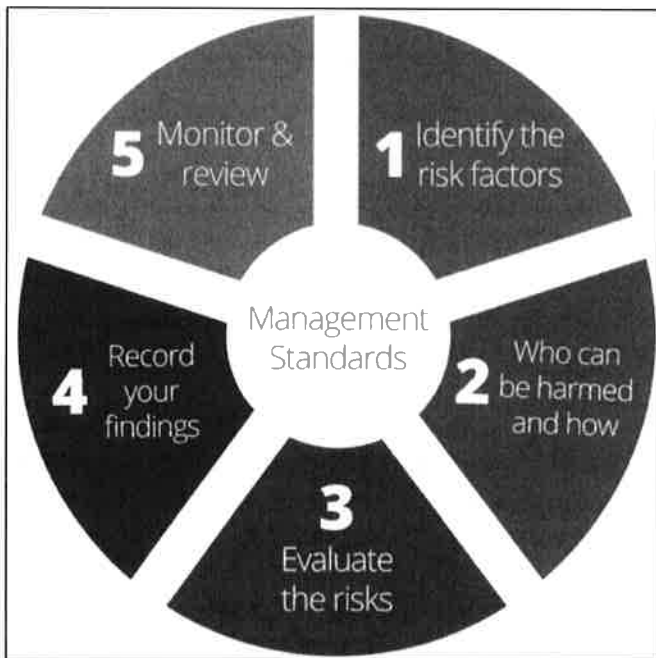 1 Identify the
risk factors
2 Who can
be harmed
and how
3
Evaluate
the risks
4 Record
your
findings
5 Monitor &
review
Management
Standards